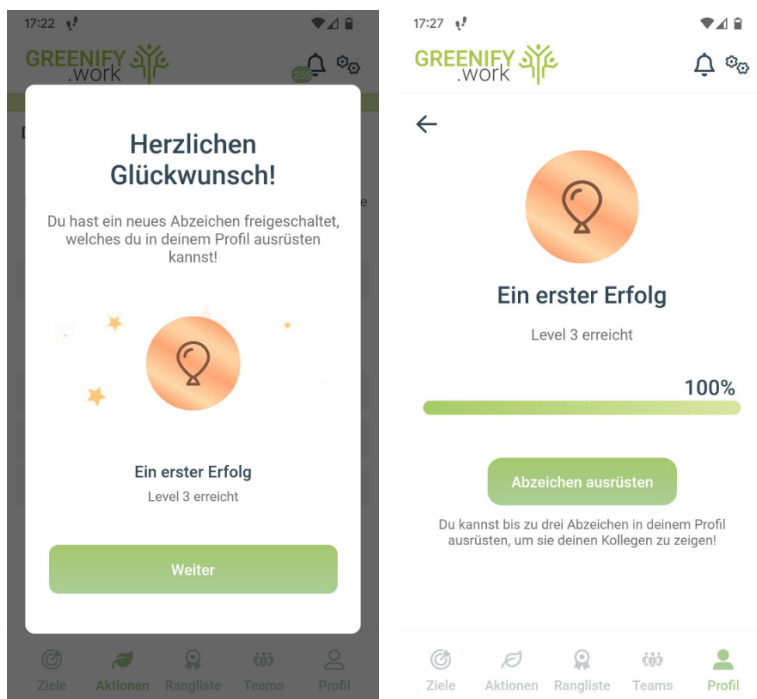 17:22
GREENIFY
.work
255
D
Herzlichen
Glückwunsch!
e
Du hast ein neues Abzeichen freigeschaltet,
welches du in deinem Profil ausrüsten
kannst!
Ein erster Erfolg
Level 3 erreicht
Weiter
Ziele Aktionen Rangliste Teams Profil
17:27
GREENIFY
.work
Ein erster Erfolg
Level 3 erreicht
100%
Abzeichen ausrüsten
Du kannst bis zu drei Abzeichen in deinem Profil
ausrüsten, um sie deinen Kollegen zu zeigen!
Ziele Aktionen Rangliste Teams Profil